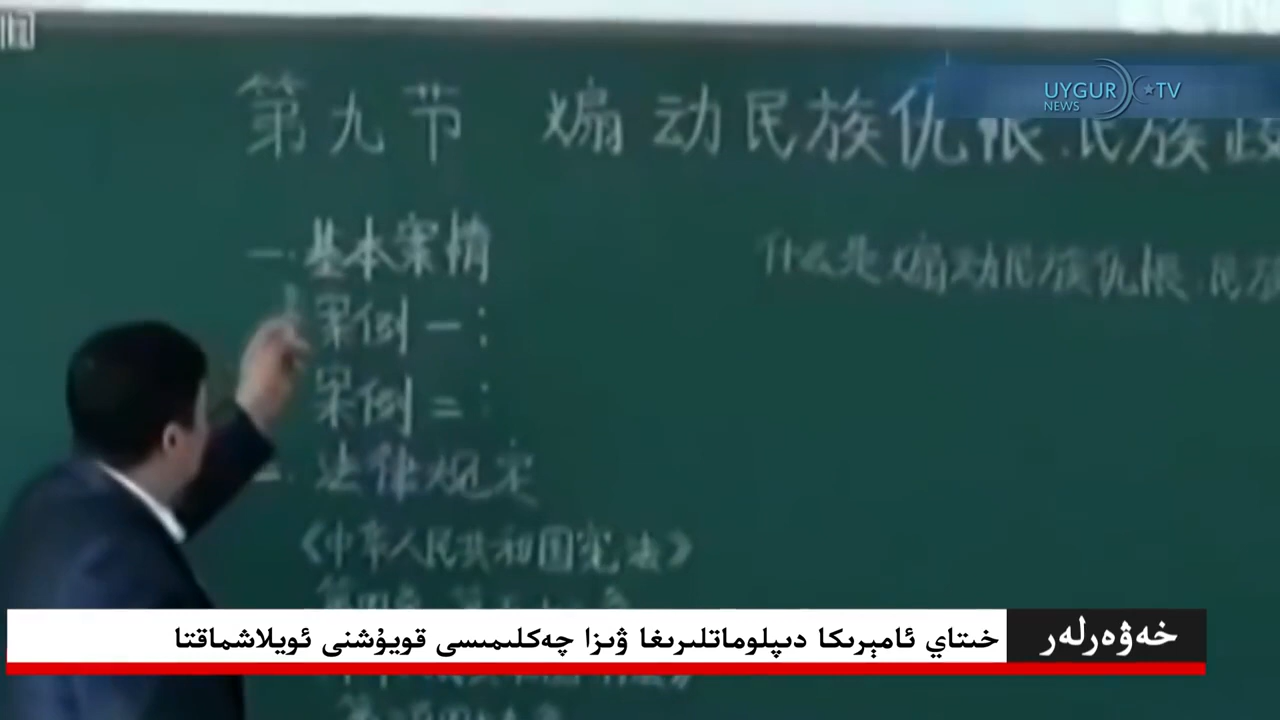 UYGUR TV
NEWS
第九节 煽动民族仇恨.民族
一.基本案情
什么是煽动民族仇恨.民族
案例一:
案例二:
二.法律规定
《中华人民共和国宪法》
خىتاي ئامېرىكا دىپلوماتلىرىغا ۋىزا چەكلىمىسى قويۇشنى ئويلاشماقتا
خەۋەرلەر